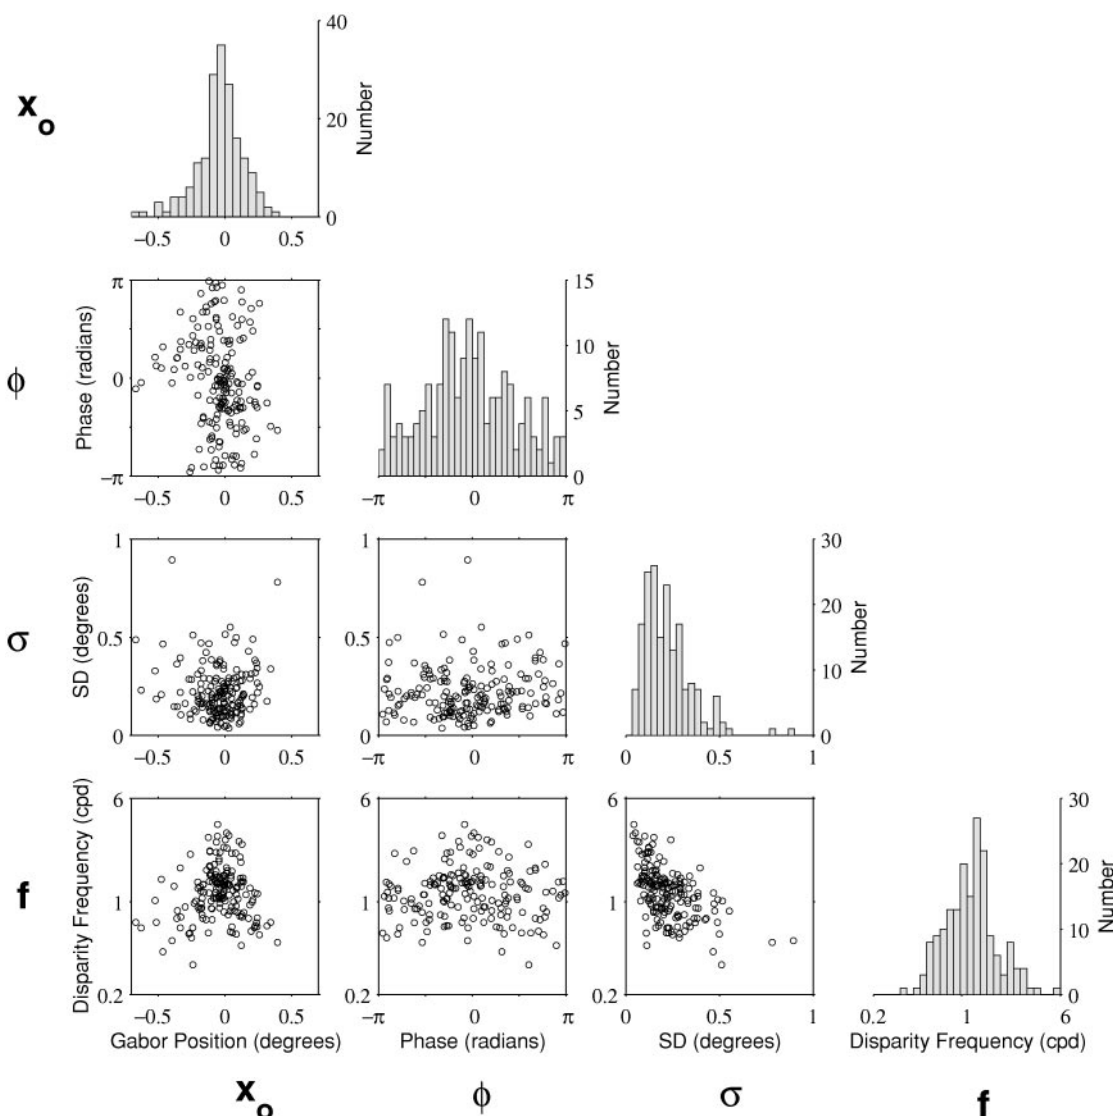 40
20
0
Number
x₀
−0.5 0 0.5
π
0
−π
Phase (radians)
ϕ
−0.5 0 0.5
15
10
5
0
Number
−π 0 π
1
0.5
0
SD (degrees)
σ
−0.5 0 0.5
1
0.5
0
−π 0 π
30
20
10
0
Number
0 0.5 1
6
1
0.2
Disparity Frequency (cpd)
f
−0.5 0 0.5
Gabor Position (degrees)
6
1
0.2
−π 0 π
Phase (radians)
6
1
0.2
0 0.5 1
SD (degrees)
30
20
10
0
Number
0.2 1 6
Disparity Frequency (cpd)
x₀ ϕ σ f